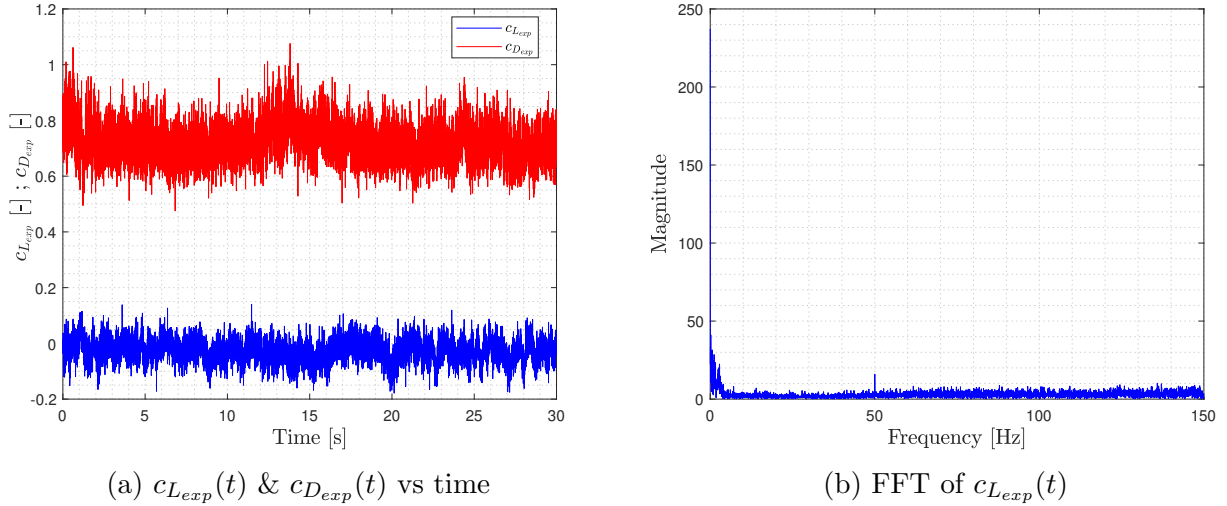 1.2
1
0.8
0.6
0.4
0.2
0
-0.2
c_{L_{exp}} [-] ; c_{D_{exp}} [-]
c_{L_{exp}}
c_{D_{exp}}
0 5 10 15 20 25 30
Time [s]
(a) c_{L_{exp}}(t) & c_{D_{exp}}(t) vs time
250
200
150
100
50
0
Magnitude
0 50 100 150
Frequency [Hz]
(b) FFT of c_{L_{exp}}(t)